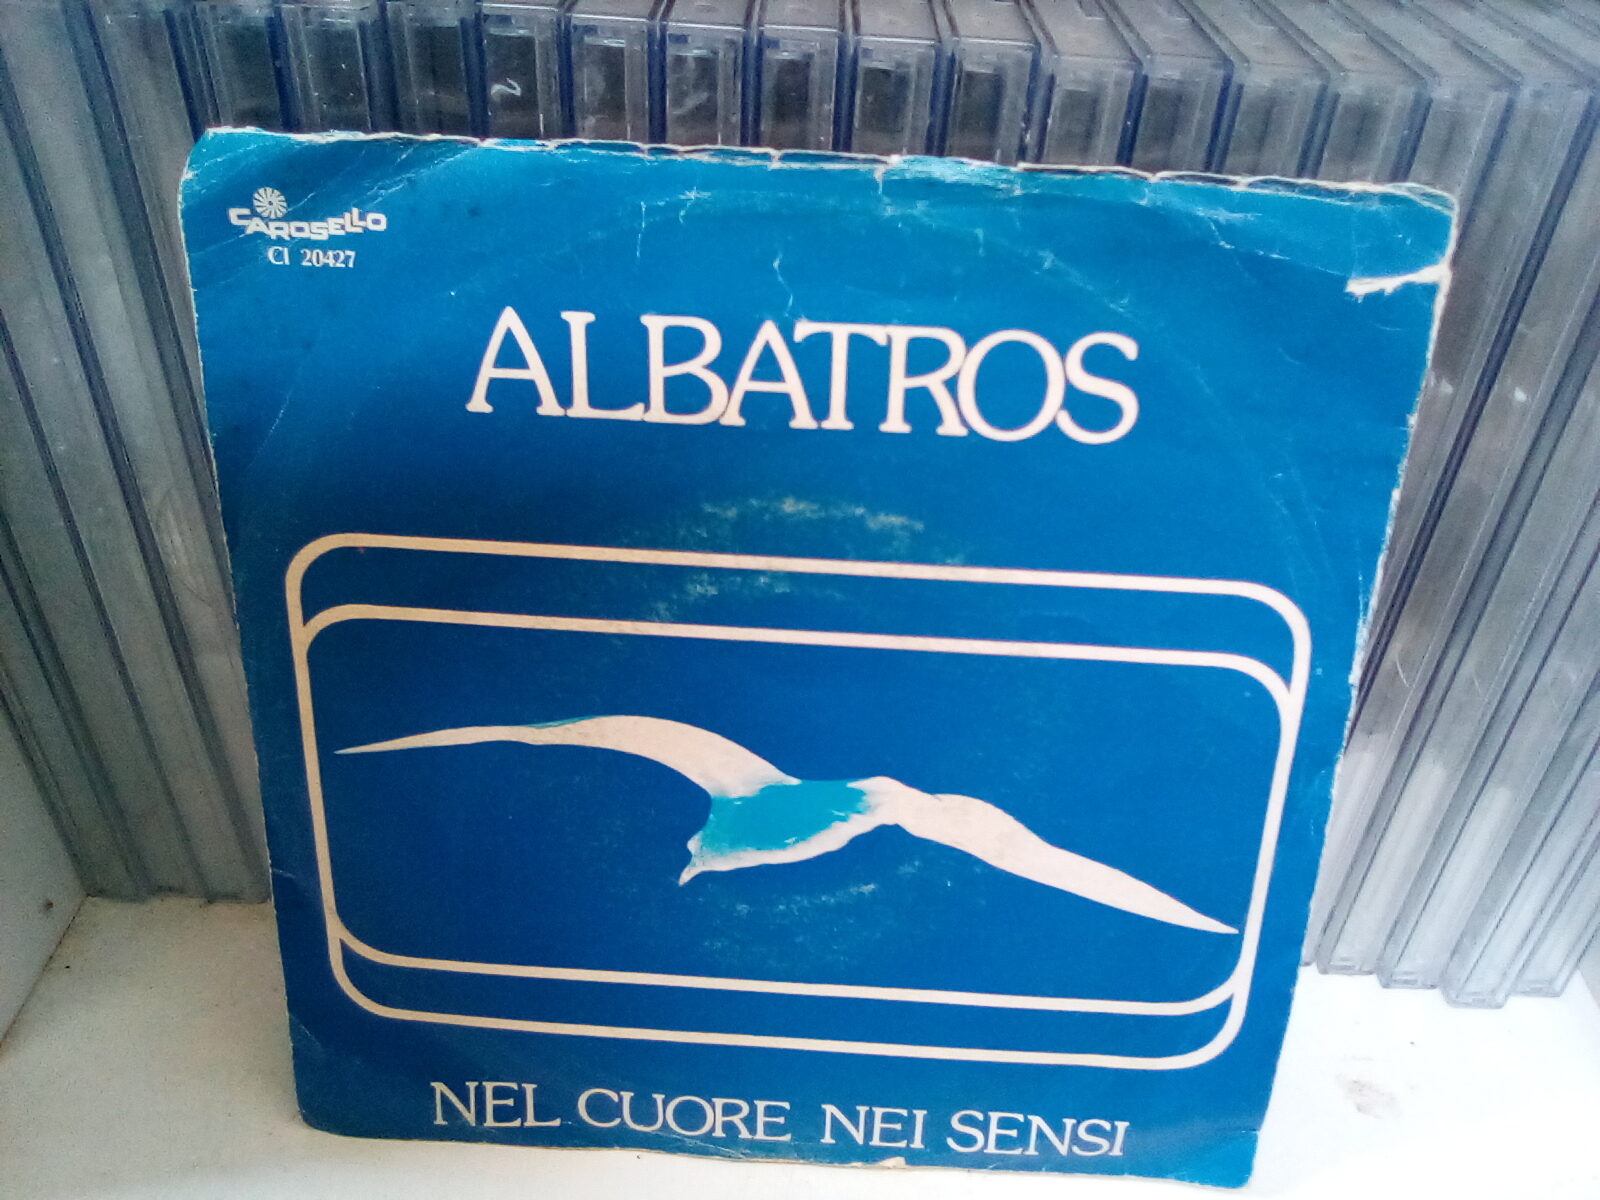 CAROSELLO
CI 20427
ALBATROS
NEL CUORE NEI SENSI